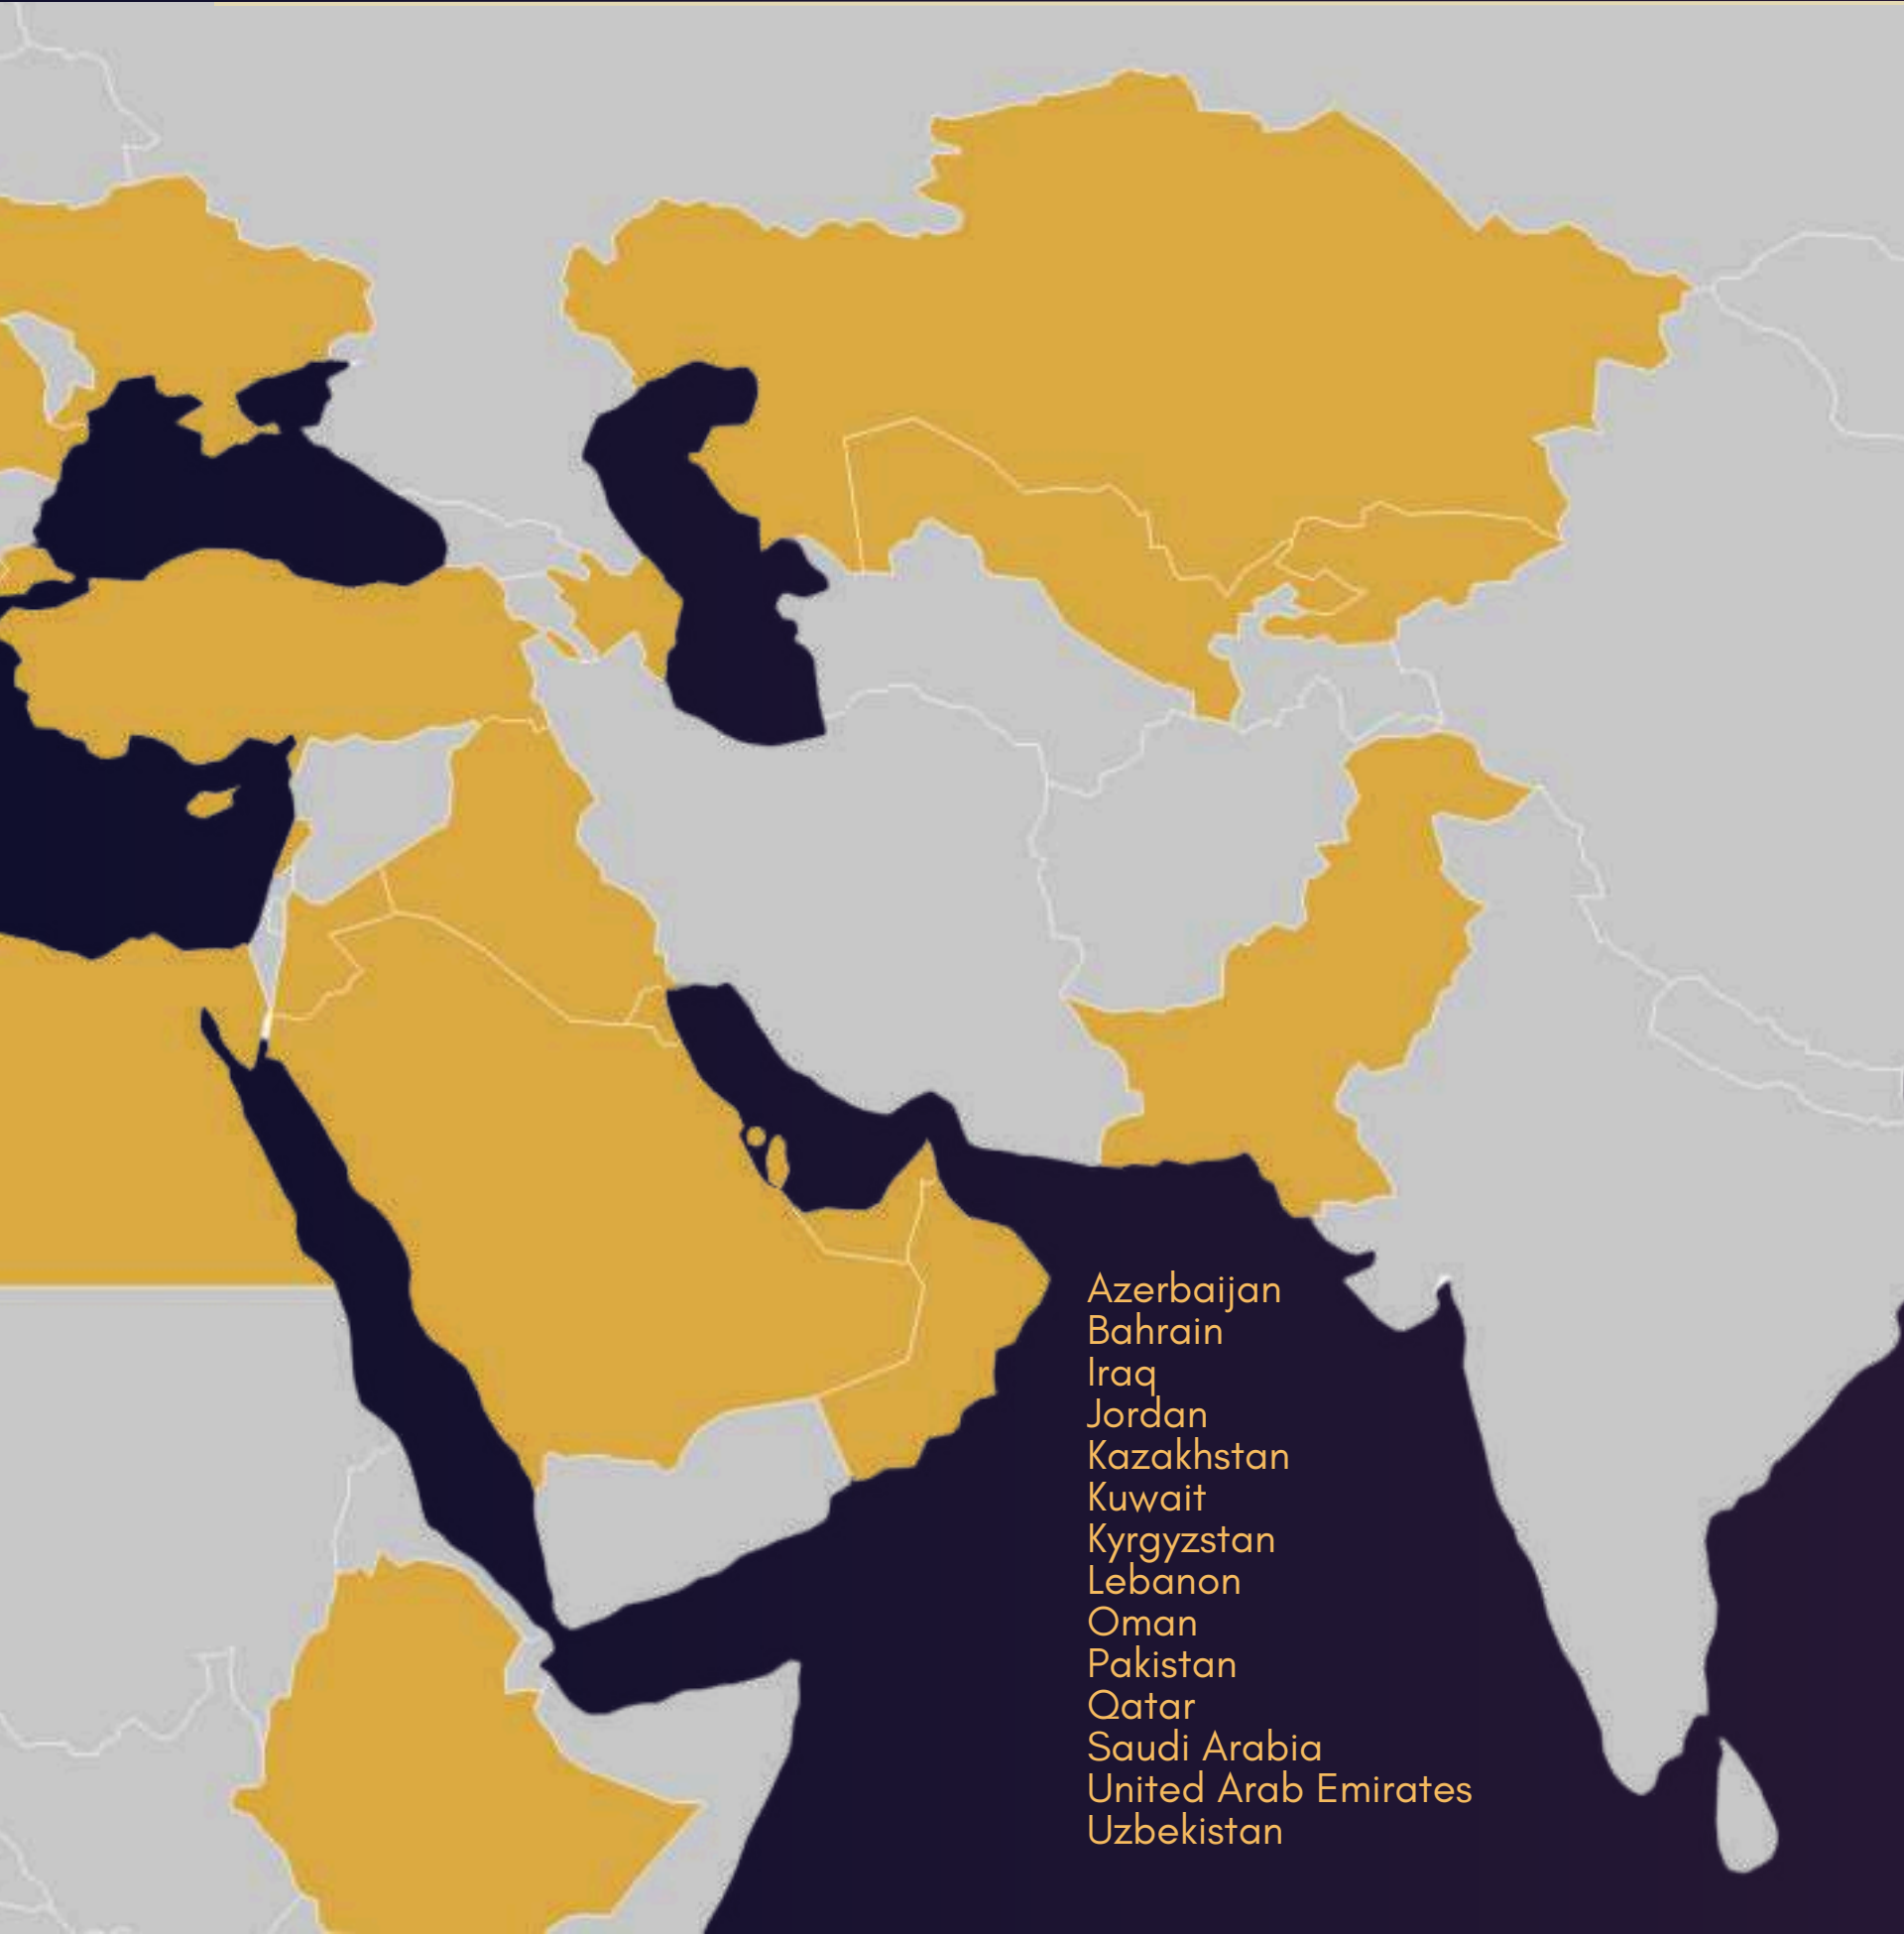 Azerbaijan
Bahrain
Iraq
Jordan
Kazakhstan
Kuwait
Kyrgyzstan
Lebanon
Oman
Pakistan
Qatar
Saudi Arabia
United Arab Emirates
Uzbekistan